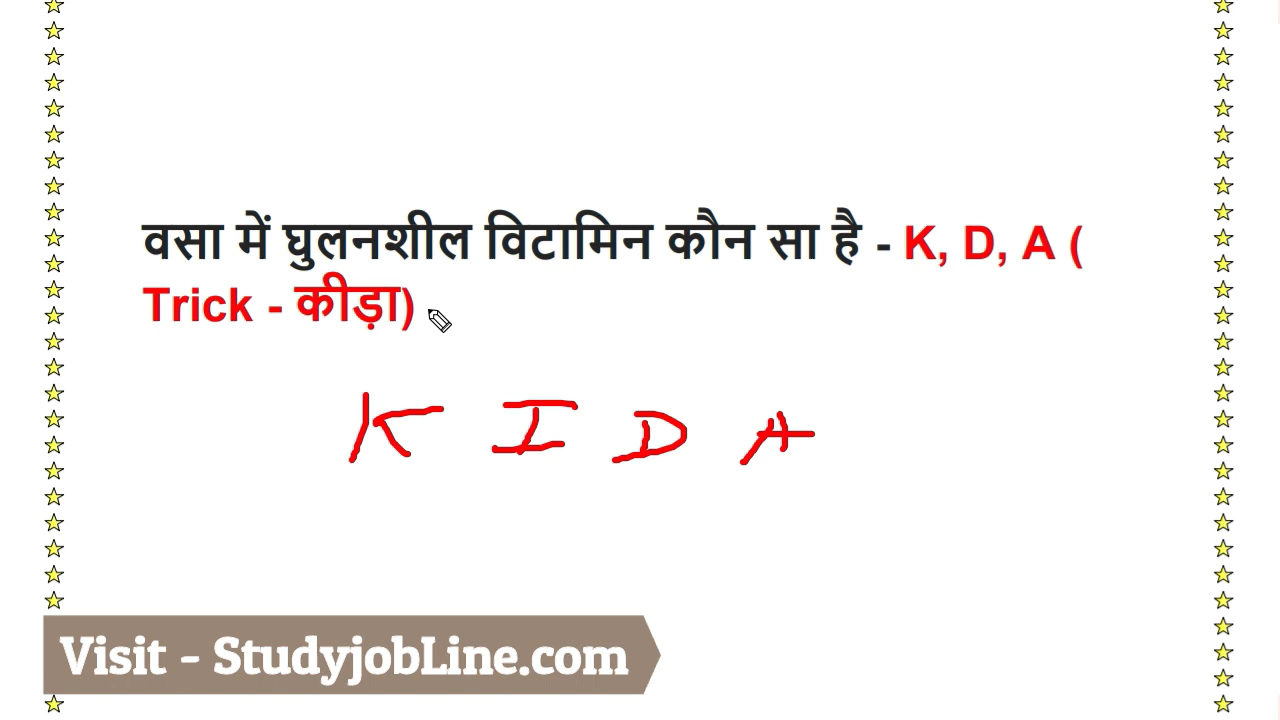 वसा में घुलनशील विटामिन कौन सा है - K, D, A (
Trick - कीड़ा)
K I D A
Visit - StudyjobLine.com